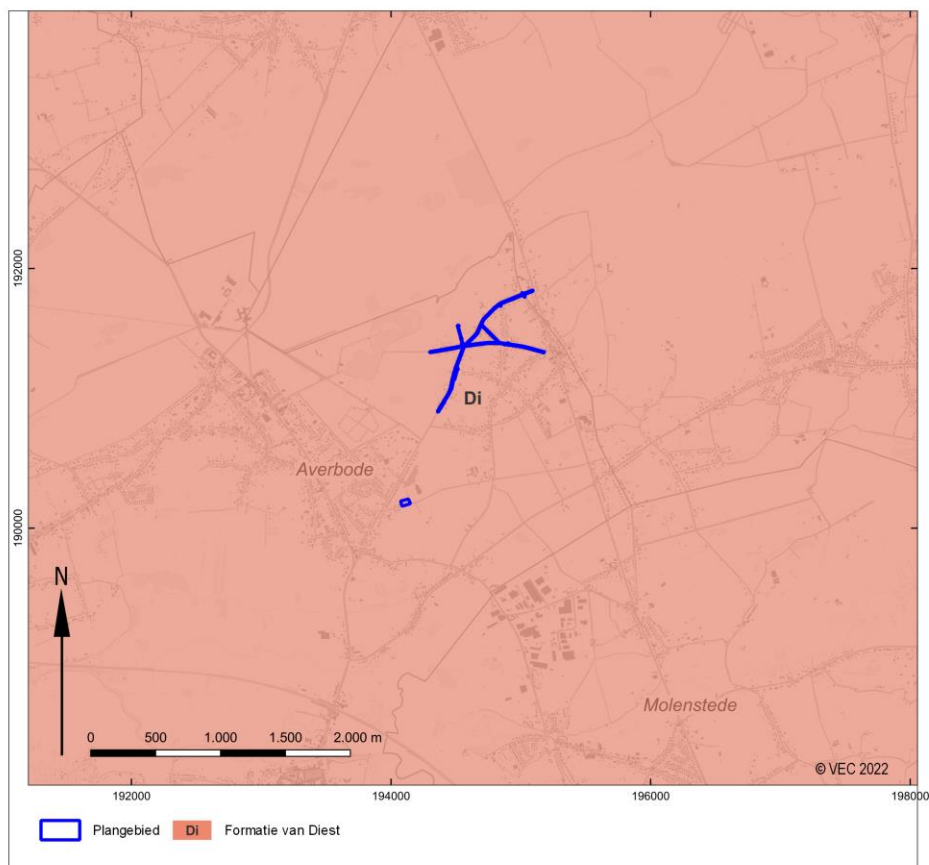 192000
190000
Di
Averbode
Molenstede
N
0 500 1.000 1.500 2.000 m
© VEC 2022
192000 194000 196000 198000
Plangebied Di Formatie van Diest